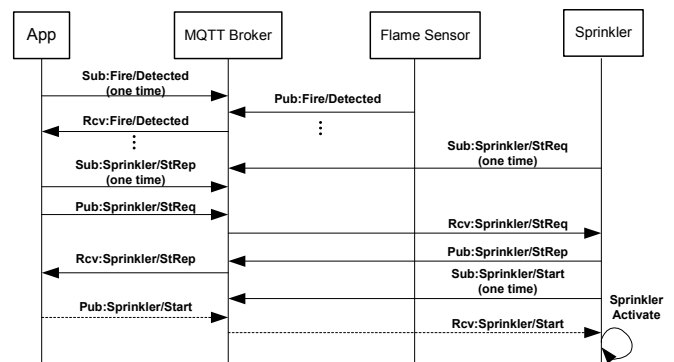 App
MQTT Broker
Flame Sensor
Sprinkler
Sub:Fire/Detected
(one time)
Pub:Fire/Detected
Rcv:Fire/Detected
Sub:Sprinkler/StReq
(one time)
Sub:Sprinkler/StRep
(one time)
Pub:Sprinkler/StReq
Rcv:Sprinkler/StReq
Pub:Sprinkler/StRep
Rcv:Sprinkler/StRep
Sub:Sprinkler/Start
(one time)
Pub:Sprinkler/Start
Rcv:Sprinkler/Start
Sprinkler
Activate